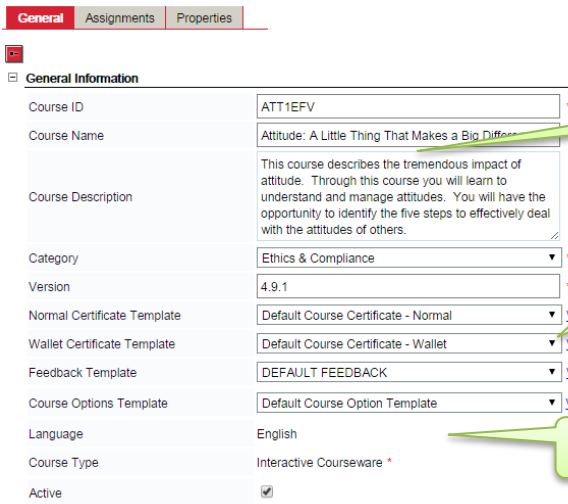 General Assignments Properties
General Information
Course ID ATT1EFV
Course Name Attitude: A Little Thing That Makes a Big
Course Description This course describes the tremendous impact of
attitude. Through this course you will learn to
understand and manage attitudes. You will have the
opportunity to identify the five steps to effectively deal
with the attitudes of others.
Category Ethics & Compliance
Version 4.9.1
Normal Certificate Template Default Course Certificate - Normal
Wallet Certificate Template Default Course Certificate - Wallet
Feedback Template DEFAULT FEEDBACK
Course Options Template Default Course Option Template
Language English
Course Type Interactive Courseware *
Active